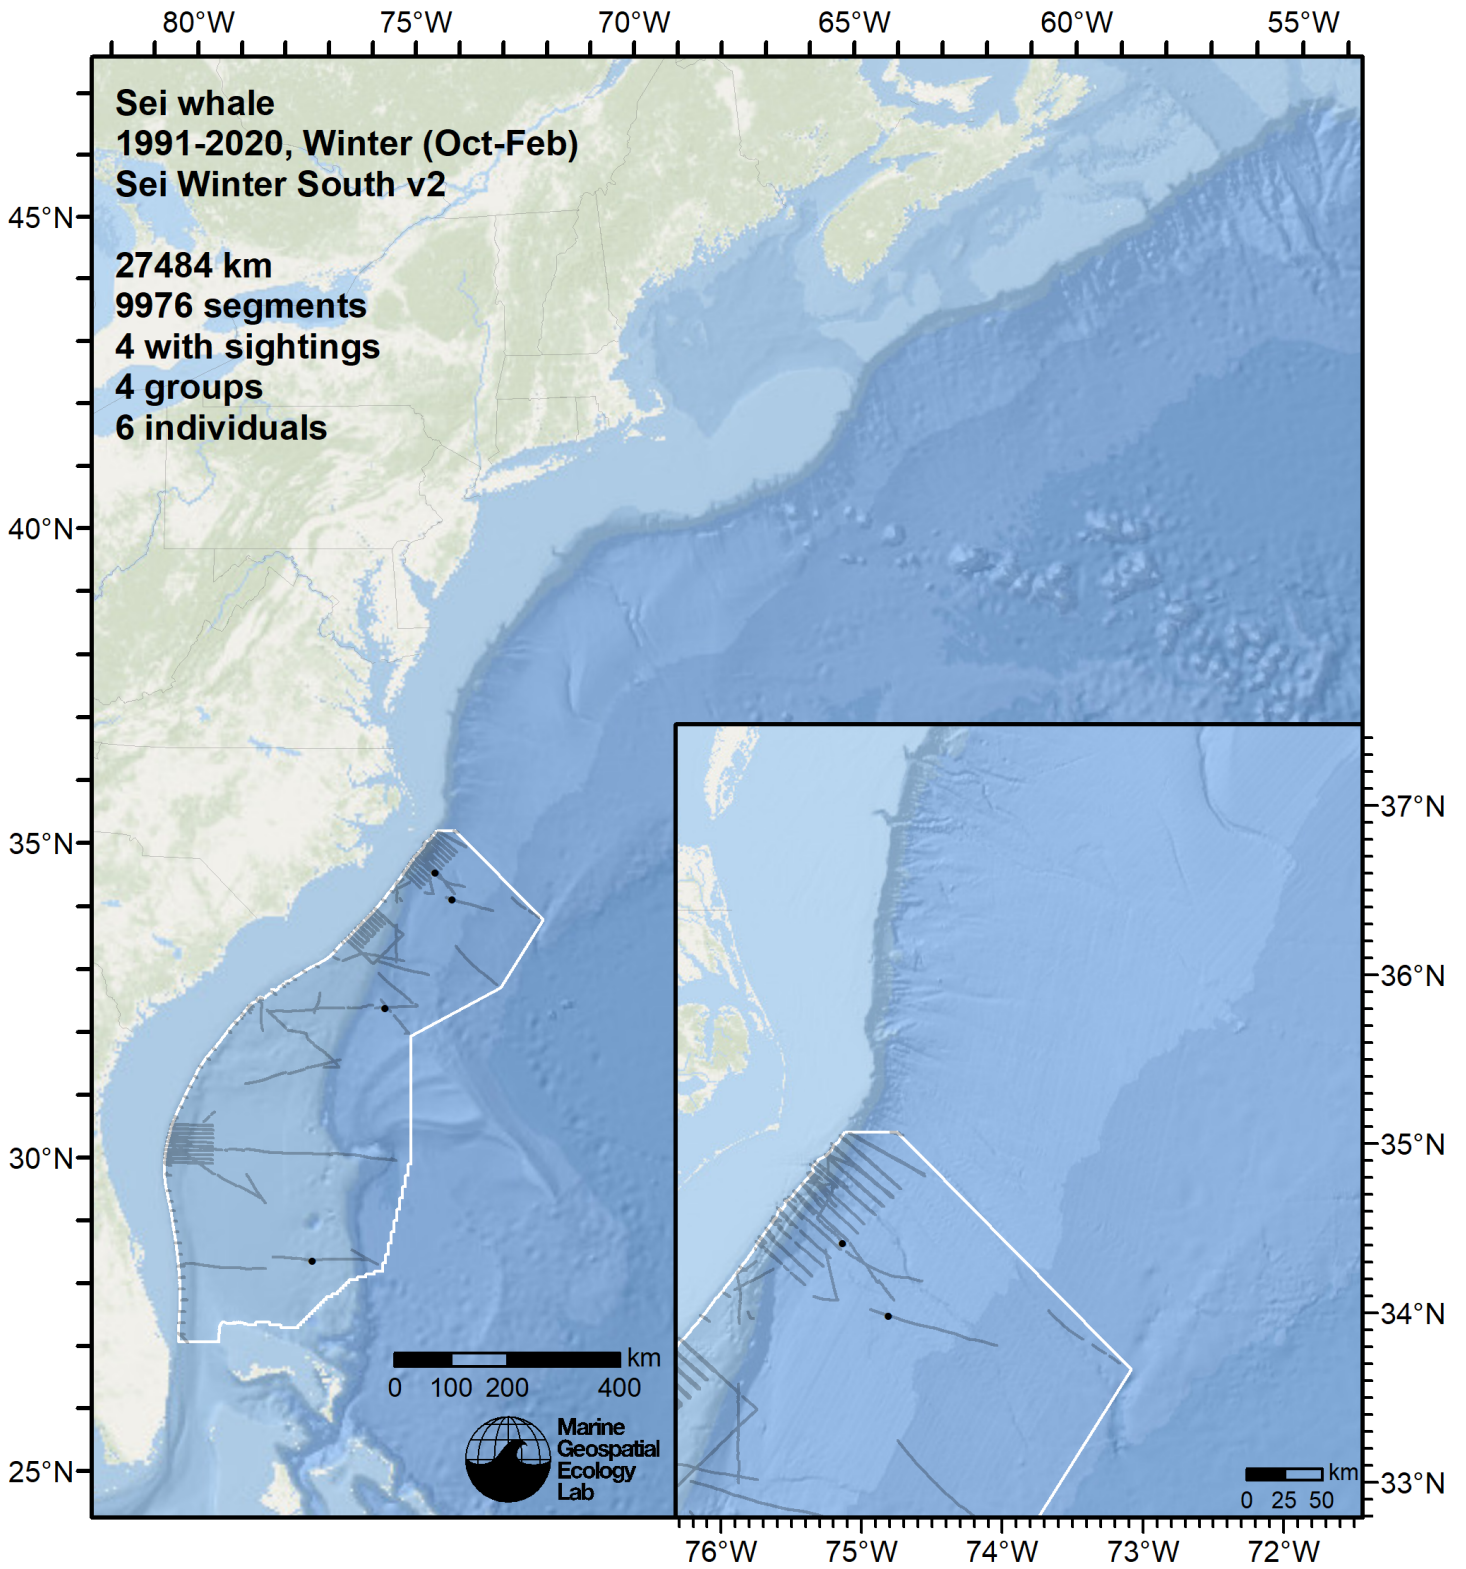 80°W 75°W 70°W 65°W 60°W 55°W
Sei whale
1991-2020, Winter (Oct-Feb)
Sei Winter South v2
27484 km
9976 segments
4 with sightings
4 groups
6 individuals
45°N
40°N
35°N
30°N
25°N
37°N
36°N
35°N
34°N
33°N
km
0 100 200 400
Marine
Geospatial
Ecology
Lab
km
0 25 50
76°W 75°W 74°W 73°W 72°W